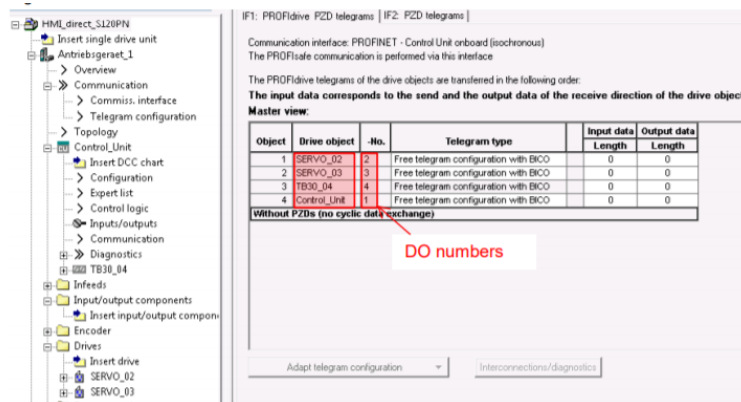 HMI_direct_S120PN
Insert single drive unit
Antriebsgeraet_1
Overview
Communication
Commiss. interface
Telegram configuration
Topology
Control_Unit
Insert DCC chart
Configuration
Expert list
Control logic
Inputs/outputs
Communication
Diagnostics
TB30_04
Infeeds
Input/output components
Insert input/output compon
Encoder
Drives
Insert drive
SERVO_02
SERVO_03
IF1: PROFIdrive PZD telegrams IF2: PZD telegrams
Communication interface: PROFINET - Control Unit onboard (isochronous)
The PROFIsafe communication is performed via this interface
The PROFIdrive telegrams of the drive objects are transferred in the following order:
The input data corresponds to the send and the output data of the receive direction of the drive object
Master view:
Object Drive object -No. Telegram type Input data Output data
Length Length
1 SERVO_02 2 Free telegram configuration with BICO 0 0
2 SERVO_03 3 Free telegram configuration with BICO 0 0
3 TB30_04 4 Free telegram configuration with BICO 0 0
4 Control_Unit 1 Free telegram configuration with BICO 0 0
Without PZDs (no cyclic data exchange)
DO numbers
Adapt telegram configuration Interconnections/diagnostics